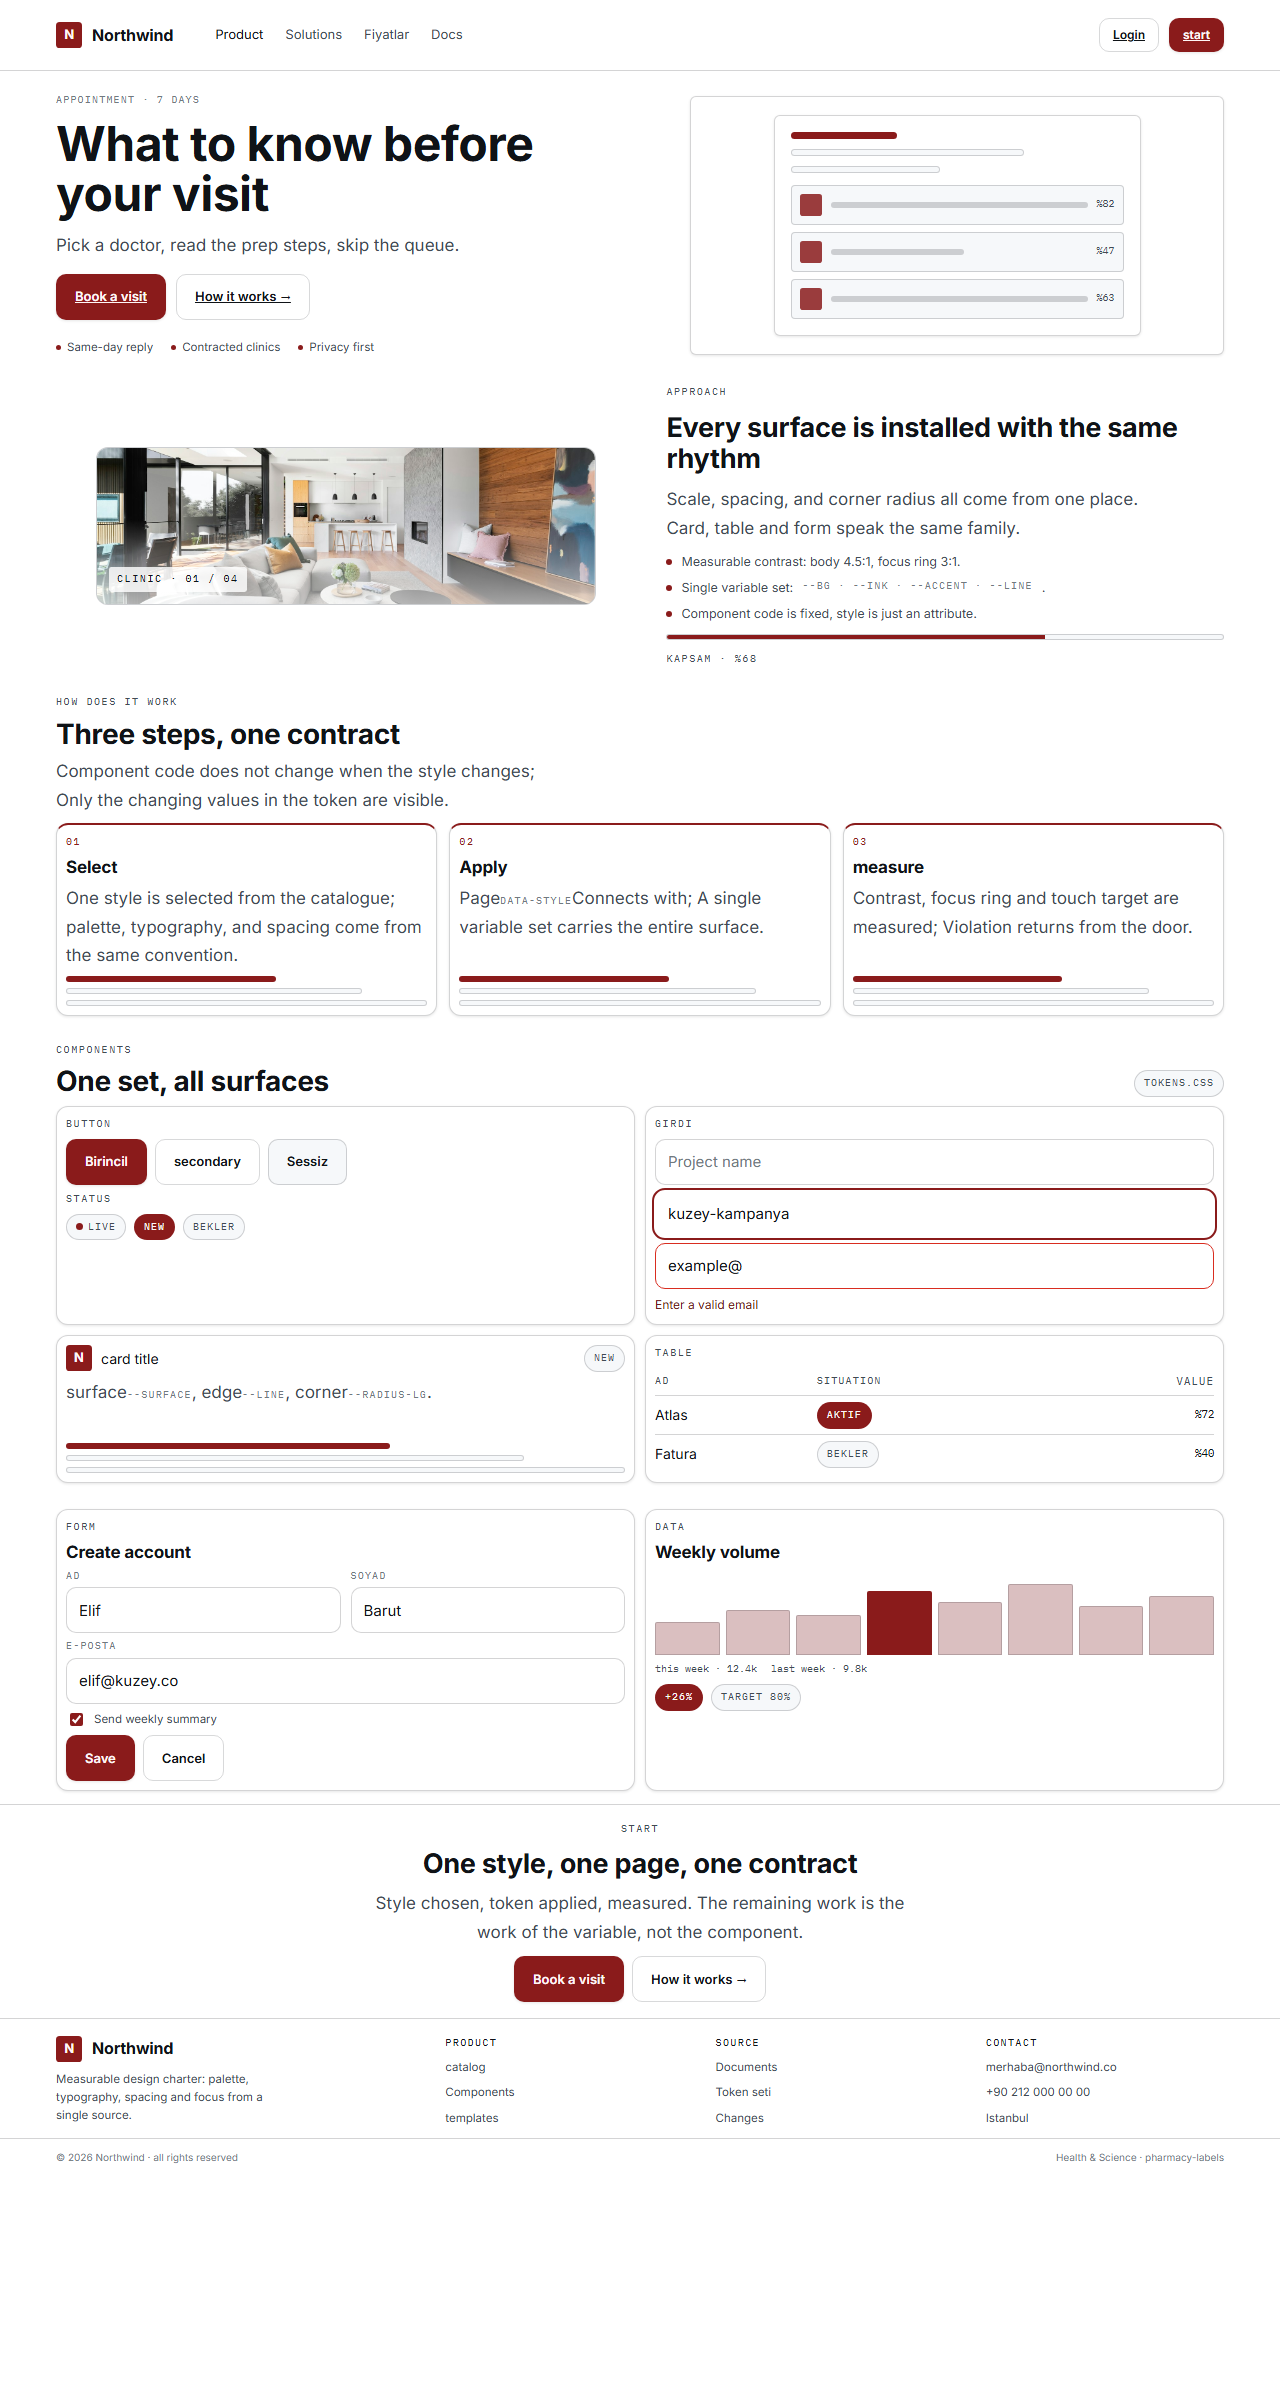 N Northwind Product Solutions Fiyatlar Docs Login start
APPOINTMENT · 7 DAYS
What to know before
your visit
Pick a doctor, read the prep steps, skip the queue.
Book a visit How it works →
Same-day reply Contracted clinics Privacy first
%82
%47
%63
CLINIC · 01 / 04
APPROACH
Every surface is installed with the same
rhythm
Scale, spacing, and corner radius all come from one place.
Card, table and form speak the same family.
Measurable contrast: body 4.5:1, focus ring 3:1.
Single variable set: --BG · --INK · --ACCENT · --LINE .
Component code is fixed, style is just an attribute.
KAPSAM · %68
HOW DOES IT WORK
Three steps, one contract
Component code does not change when the style changes;
Only the changing values in the token are visible.
01
Select
One style is selected from the catalogue;
palette, typography, and spacing come from
the same convention.
02
Apply
PageDATA-STYLEConnects with; A single
variable set carries the entire surface.
03
measure
Contrast, focus ring and touch target are
measured; Violation returns from the door.
COMPONENTS
One set, all surfaces
TOKENS.CSS
BUTTON
Birincil secondary Sessiz
STATUS
LIVE NEW BEKLER
GIRDI
Project name
kuzey-kampanya
example@
Enter a valid email
N card title NEW
surface--SURFACE, edge--LINE, corner--RADIUS-LG.
TABLE
AD SITUATION VALUE
Atlas AKTIF %72
Fatura BEKLER %40
FORM
Create account
AD SOYAD
Elif Barut
E-POSTA
elif@kuzey.co
Send weekly summary
Save Cancel
DATA
Weekly volume
this week · 12.4k last week · 9.8k
+26% TARGET 80%
START
One style, one page, one contract
Style chosen, token applied, measured. The remaining work is the
work of the variable, not the component.
Book a visit How it works →
N Northwind
Measurable design charter: palette,
typography, spacing and focus from a
single source.
PRODUCT
catalog
Components
templates
SOURCE
Documents
Token seti
Changes
CONTACT
merhaba@northwind.co
+90 212 000 00 00
Istanbul
© 2026 Northwind · all rights reserved
Health & Science · pharmacy-labels